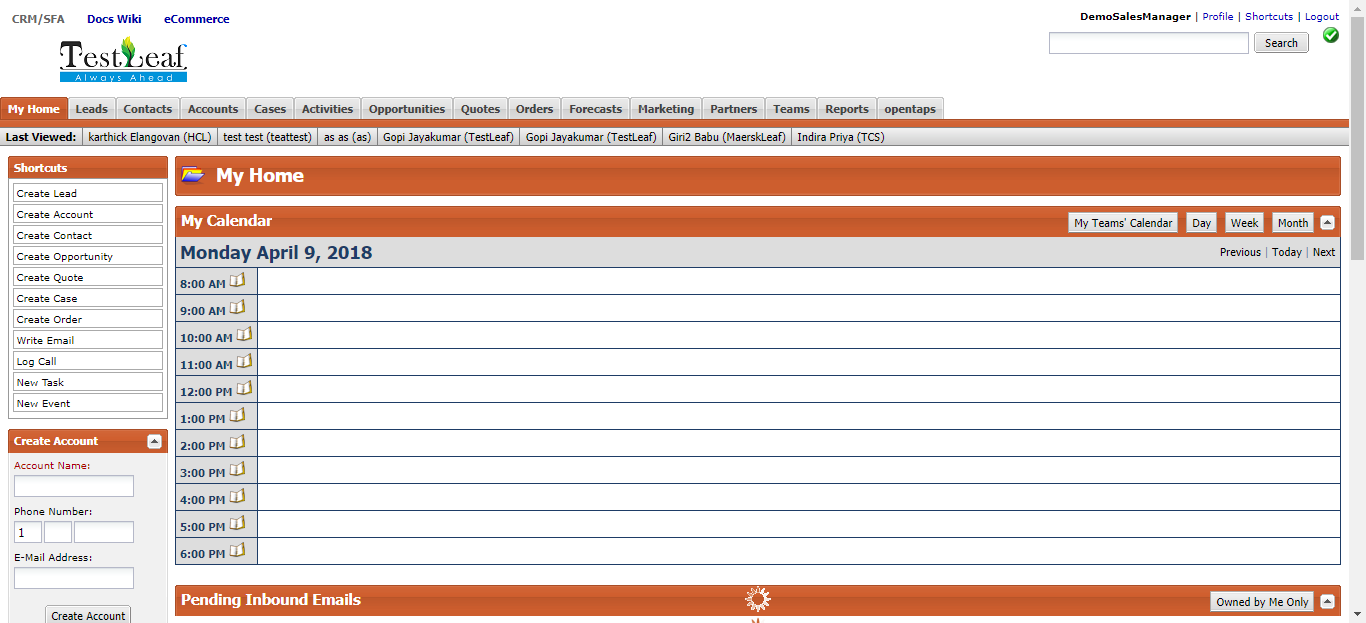 CRM/SFA Docs Wiki eCommerce
DemoSalesManager | Profile | Shortcuts | Logout
Search
TestLeaf
Always Ahead
My Home Leads Contacts Accounts Cases Activities Opportunities Quotes Orders Forecasts Marketing Partners Teams Reports opentaps
Last Viewed: karthick Elangovan (HCL) test test (teattest) as as (as) Gopi Jayakumar (TestLeaf) Gopi Jayakumar (TestLeaf) Giri2 Babu (MaerskLeaf) Indira Priya (TCS)
Shortcuts
Create Lead
Create Account
Create Contact
Create Opportunity
Create Quote
Create Case
Create Order
Write Email
Log Call
New Task
New Event
Create Account
Account Name:
Phone Number:
1
E-Mail Address:
Create Account
My Home
My Calendar My Teams' Calendar Day Week Month
Monday April 9, 2018 Previous | Today | Next
8:00 AM
9:00 AM
10:00 AM
11:00 AM
12:00 PM
1:00 PM
2:00 PM
3:00 PM
4:00 PM
5:00 PM
6:00 PM
Pending Inbound Emails Owned by Me Only